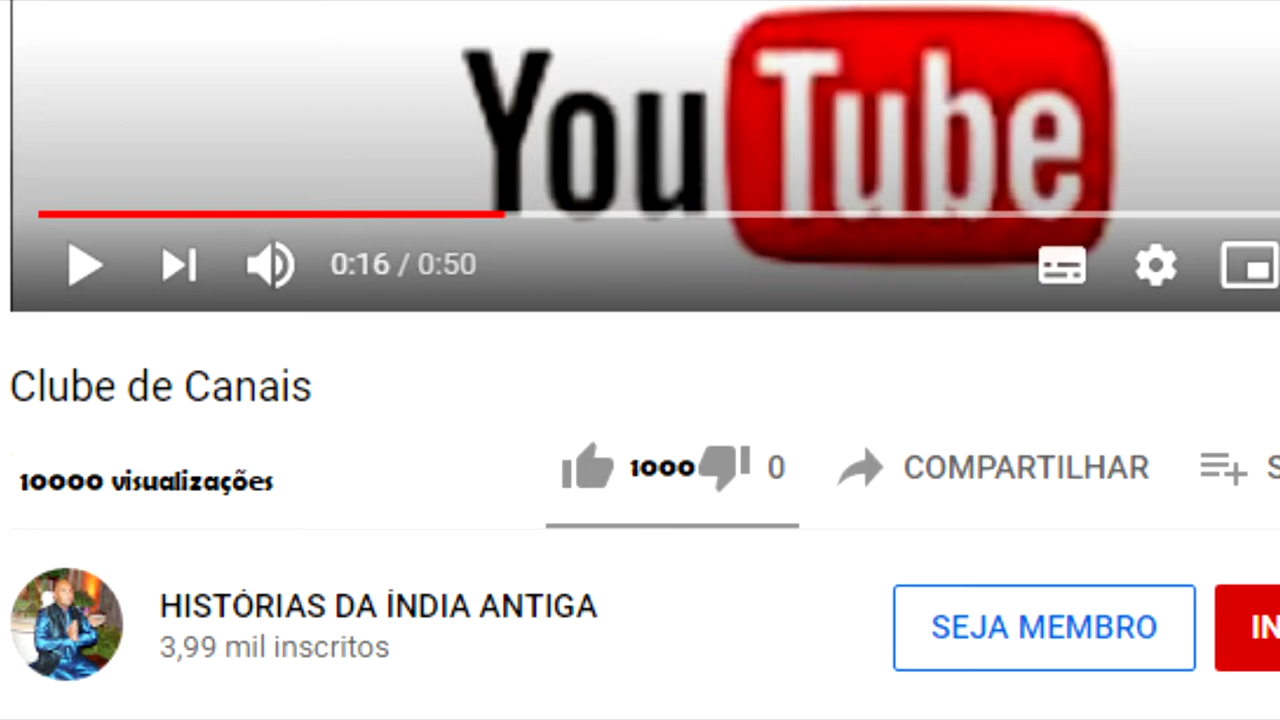 YouTube
0:16 / 0:50
Clube de Canais
10000 visualizações
1000 0 COMPARTILHAR S
HISTÓRIAS DA ÍNDIA ANTIGA
3,99 mil inscritos
SEJA MEMBRO IN